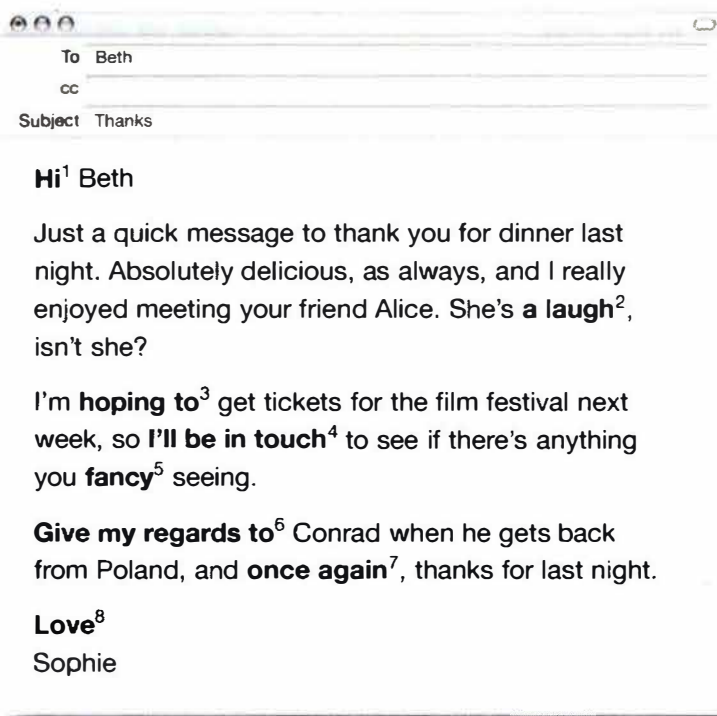 To Beth
cc
Subject Thanks
Hi¹ Beth
Just a quick message to thank you for dinner last
night. Absolutely delicious, as always, and I really
enjoyed meeting your friend Alice. She's a laugh²,
isn't she?
I'm hoping to³ get tickets for the film festival next
week, so I'll be in touch⁴ to see if there's anything
you fancy⁵ seeing.
Give my regards to⁶ Conrad when he gets back
from Poland, and once again⁷, thanks for last night.
Love⁸
Sophie